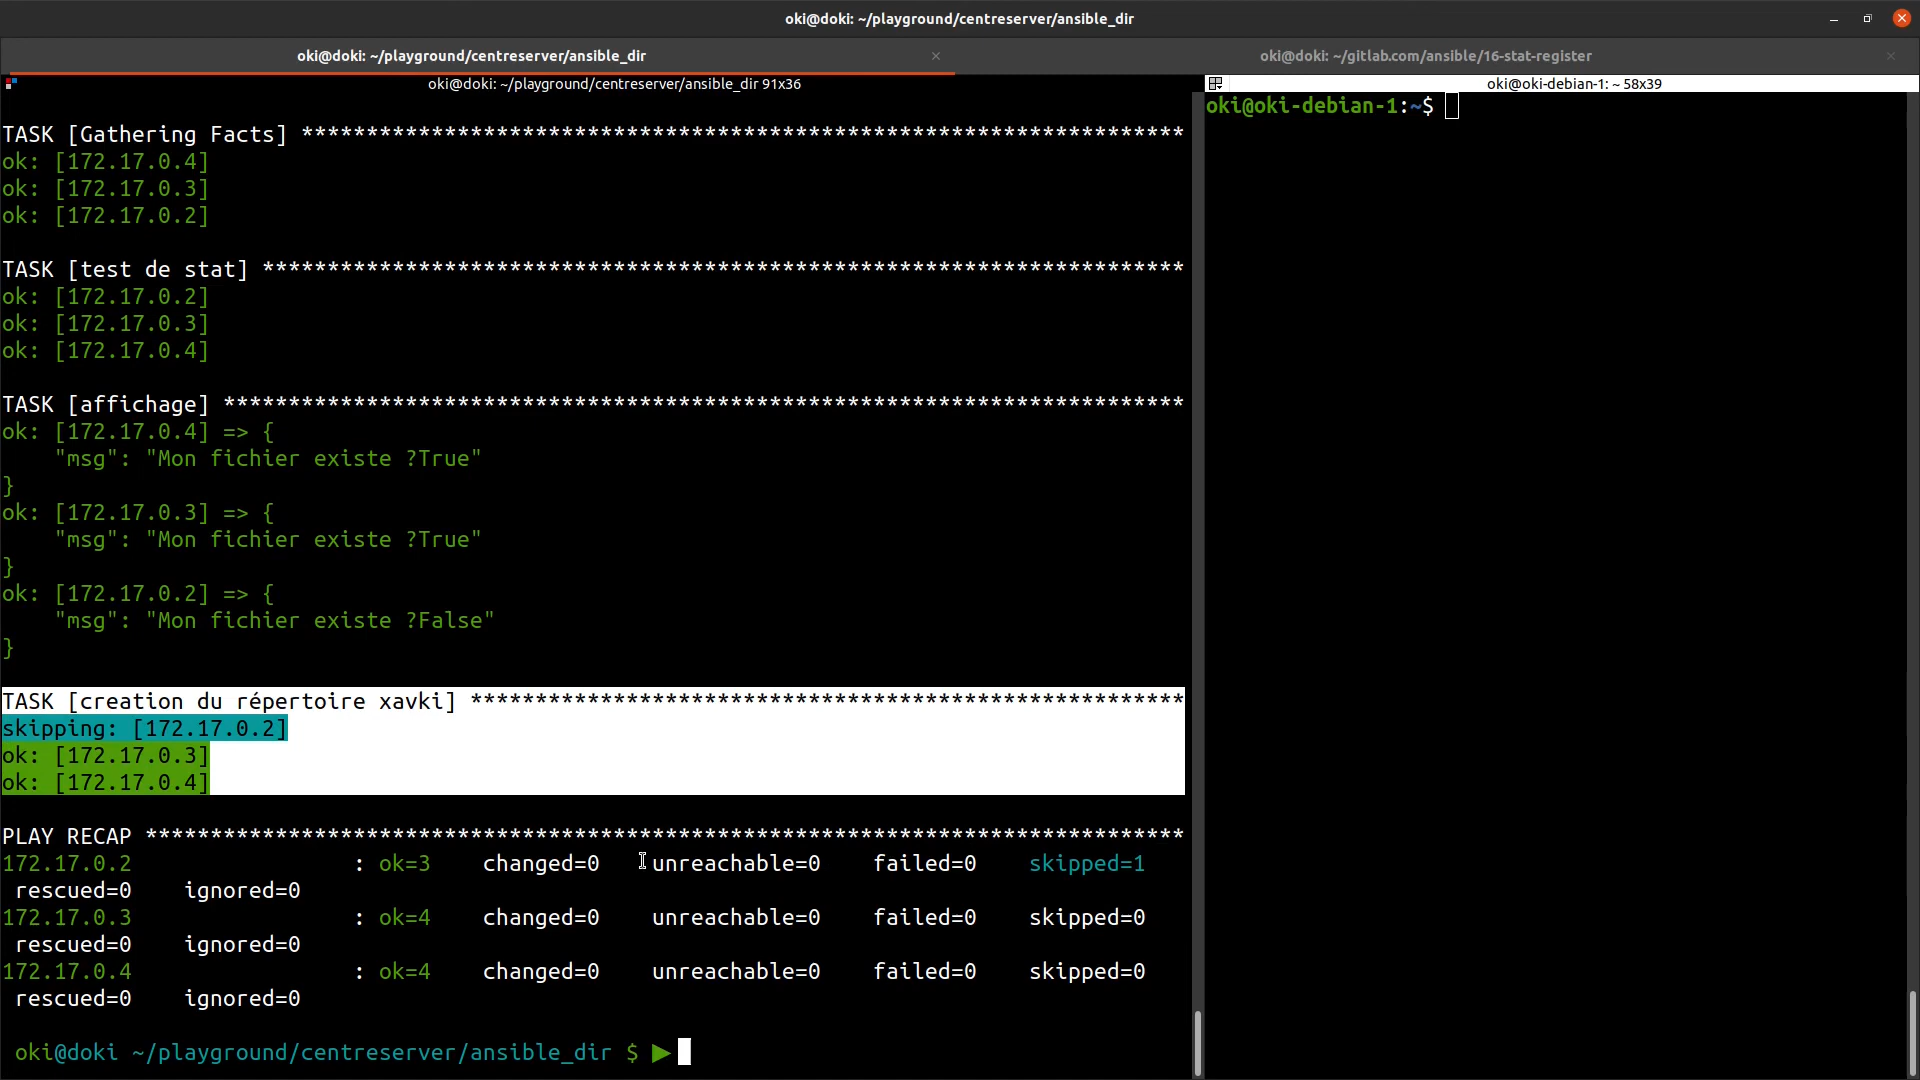 oki@doki: ~/playground/centreserver/ansible_dir
oki@doki: ~/playground/centreserver/ansible_dir
oki@doki: ~/gitlab.com/ansible/16-stat-register
oki@doki: ~/playground/centreserver/ansible_dir 91x36
TASK [Gathering Facts] ********************************************************************
ok: [172.17.0.4]
ok: [172.17.0.3]
ok: [172.17.0.2]
TASK [test de stat] ***********************************************************************
ok: [172.17.0.2]
ok: [172.17.0.3]
ok: [172.17.0.4]
TASK [affichage] **************************************************************************
ok: [172.17.0.4] => {
    "msg": "Mon fichier existe ?True"
}
ok: [172.17.0.3] => {
    "msg": "Mon fichier existe ?True"
}
ok: [172.17.0.2] => {
    "msg": "Mon fichier existe ?False"
}
TASK [creation du répertoire xavki] *******************************************************
skipping: [172.17.0.2]
ok: [172.17.0.3]
ok: [172.17.0.4]
PLAY RECAP ********************************************************************************
172.17.0.2                 : ok=3    changed=0    unreachable=0    failed=0    skipped=1
 rescued=0    ignored=0
172.17.0.3                 : ok=4    changed=0    unreachable=0    failed=0    skipped=0
 rescued=0    ignored=0
172.17.0.4                 : ok=4    changed=0    unreachable=0    failed=0    skipped=0
 rescued=0    ignored=0
oki@doki ~/playground/centreserver/ansible_dir $ ▶
oki@oki-debian-1: ~ 58x39
oki@oki-debian-1:~$